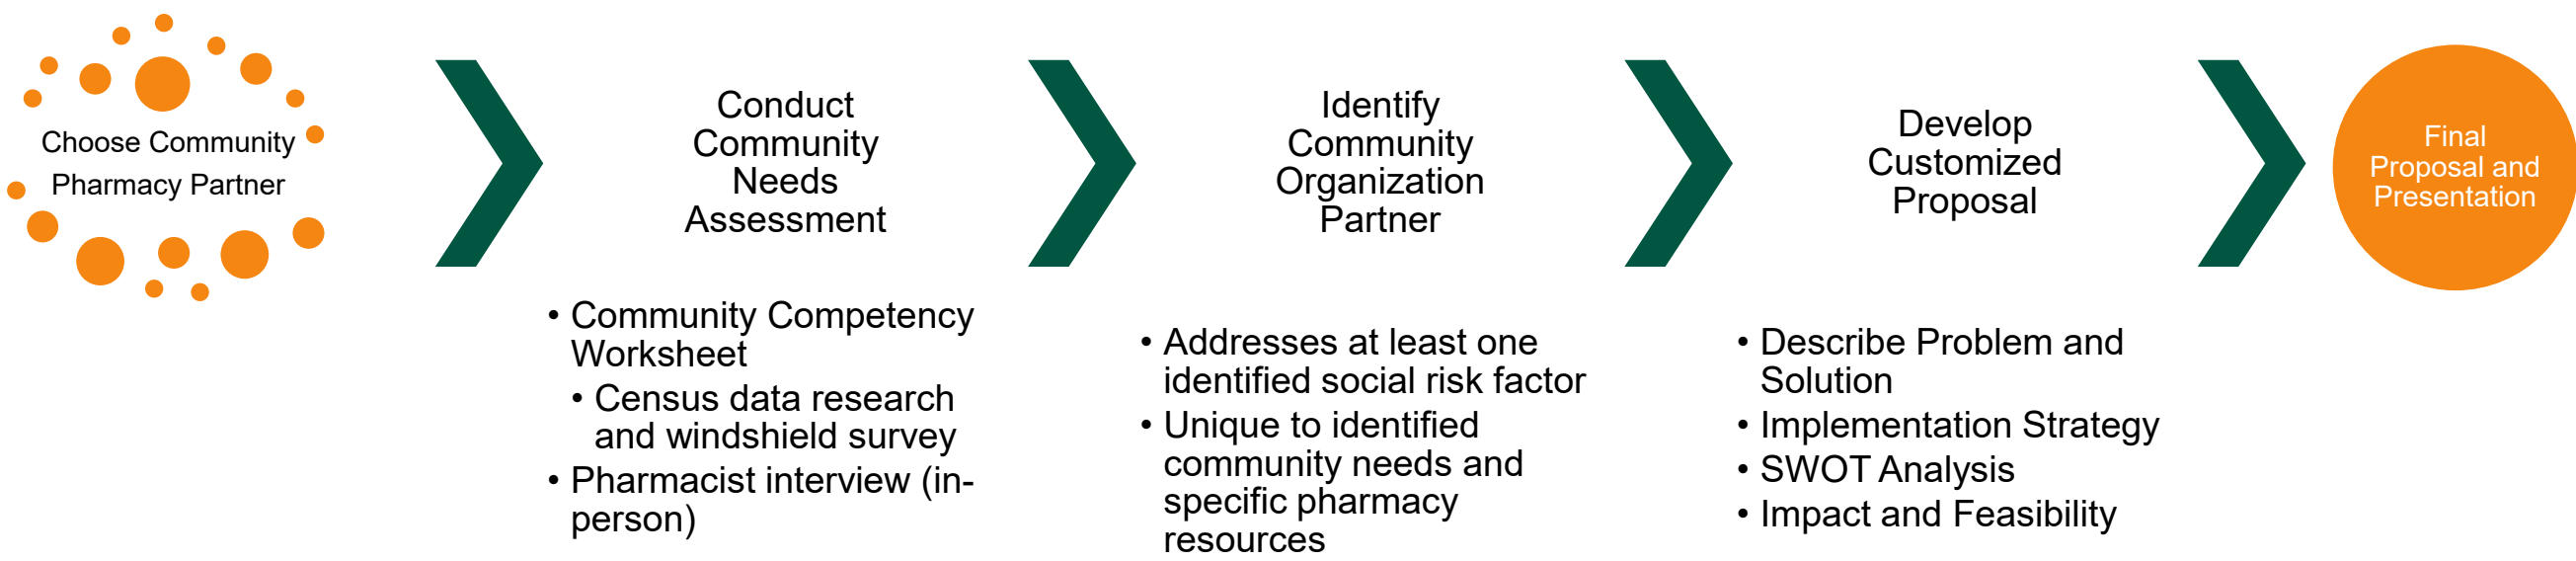 Choose Community
Pharmacy Partner
Conduct
Community
Needs
Assessment
• Community Competency
Worksheet
• Census data research
and windshield survey
• Pharmacist interview (in-
person)
Identify
Community
Organization
Partner
• Addresses at least one
identified social risk factor
• Unique to identified
community needs and
specific pharmacy
resources
Develop
Customized
Proposal
• Describe Problem and
Solution
• Implementation Strategy
• SWOT Analysis
• Impact and Feasibility
Final
Proposal and
Presentation